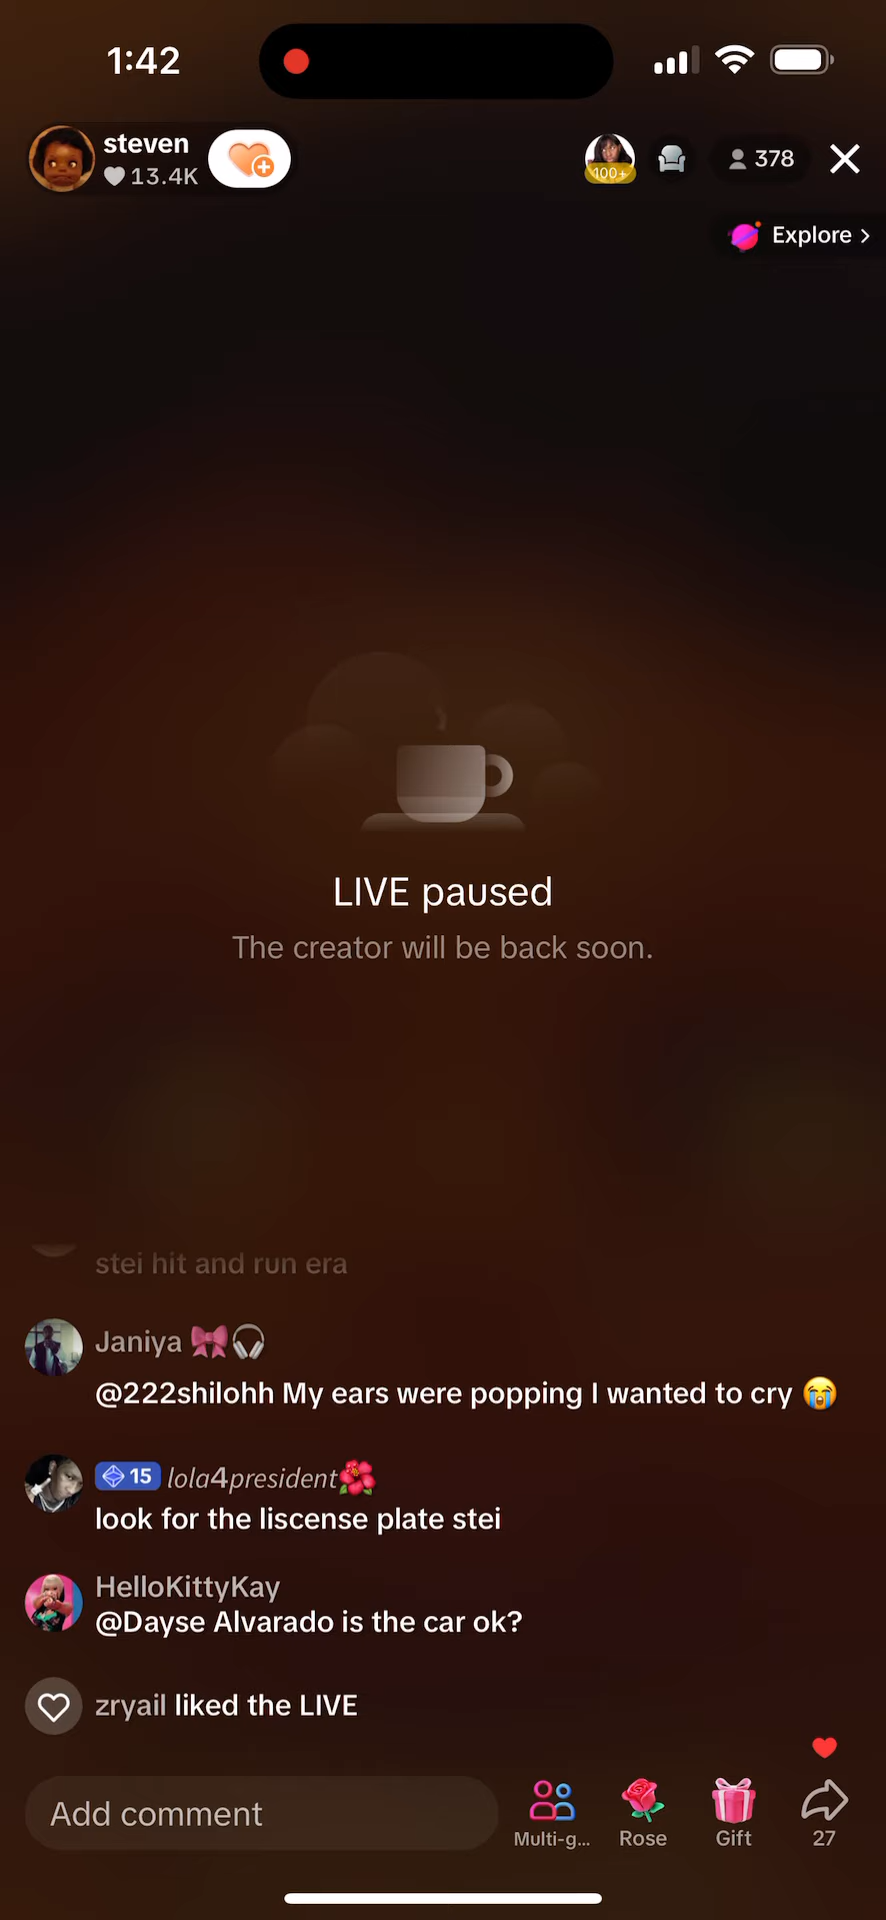 1:42
steven
13.4K
100+
378
Explore >
LIVE paused
The creator will be back soon.
stei hit and run era
Janiya 🎀🎧
@222shilohh My ears were popping I wanted to cry 😭
15 lola4president🌺
look for the liscense plate stei
HelloKittyKay
@Dayse Alvarado is the car ok?
zryail liked the LIVE
Add comment
Multi-g...
Rose
Gift
27